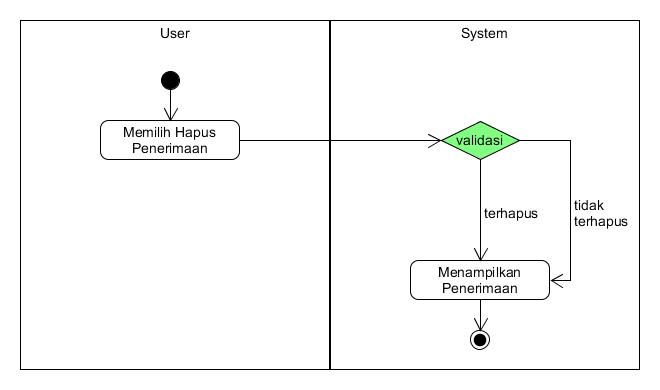 User
System
Memilih Hapus
Penerimaan
validasi
terhapus
tidak
terhapus
Menampilkan
Penerimaan